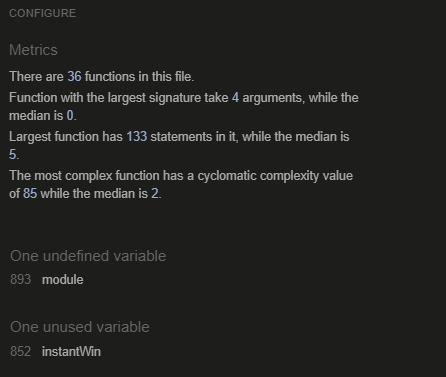 CONFIGURE
Metrics
There are 36 functions in this file.
Function with the largest signature take 4 arguments, while the
median is 0.
Largest function has 133 statements in it, while the median is
5.
The most complex function has a cyclomatic complexity value
of 85 while the median is 2.
One undefined variable
893 module
One unused variable
852 instantWin